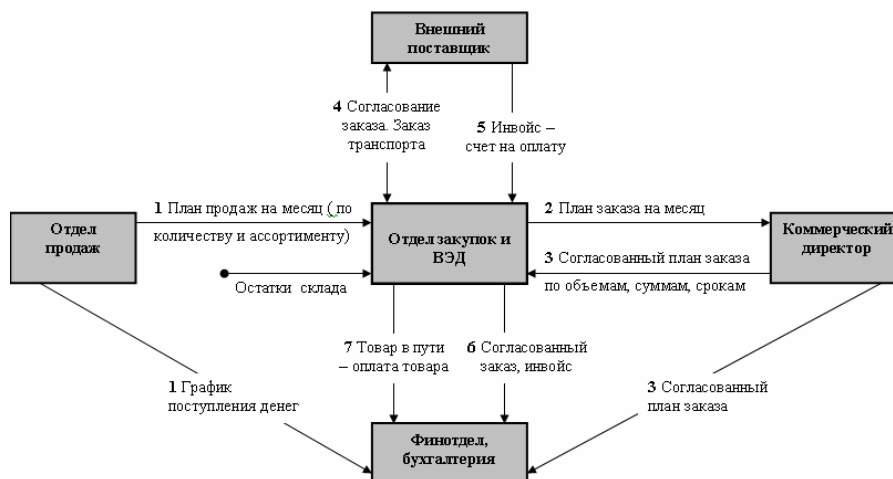 Внешний
поставщик
4 Согласование
заказа. Заказ
транспорта
5 Инвойс –
счет на оплату
1 План продаж на месяц ( по
количеству и ассортименту)
2 План заказа на месяц
Отдел
продаж
Отдел закупок и
ВЭД
Коммерческий
директор
3 Согласованный план заказа
по объемам, суммам, срокам
Остатки склада
7 Товар в пути
– оплата товара
6 Согласованный
заказ, инвойс
1 График
поступления денег
3 Согласованный
план заказа
Финотдел,
бухгалтерия